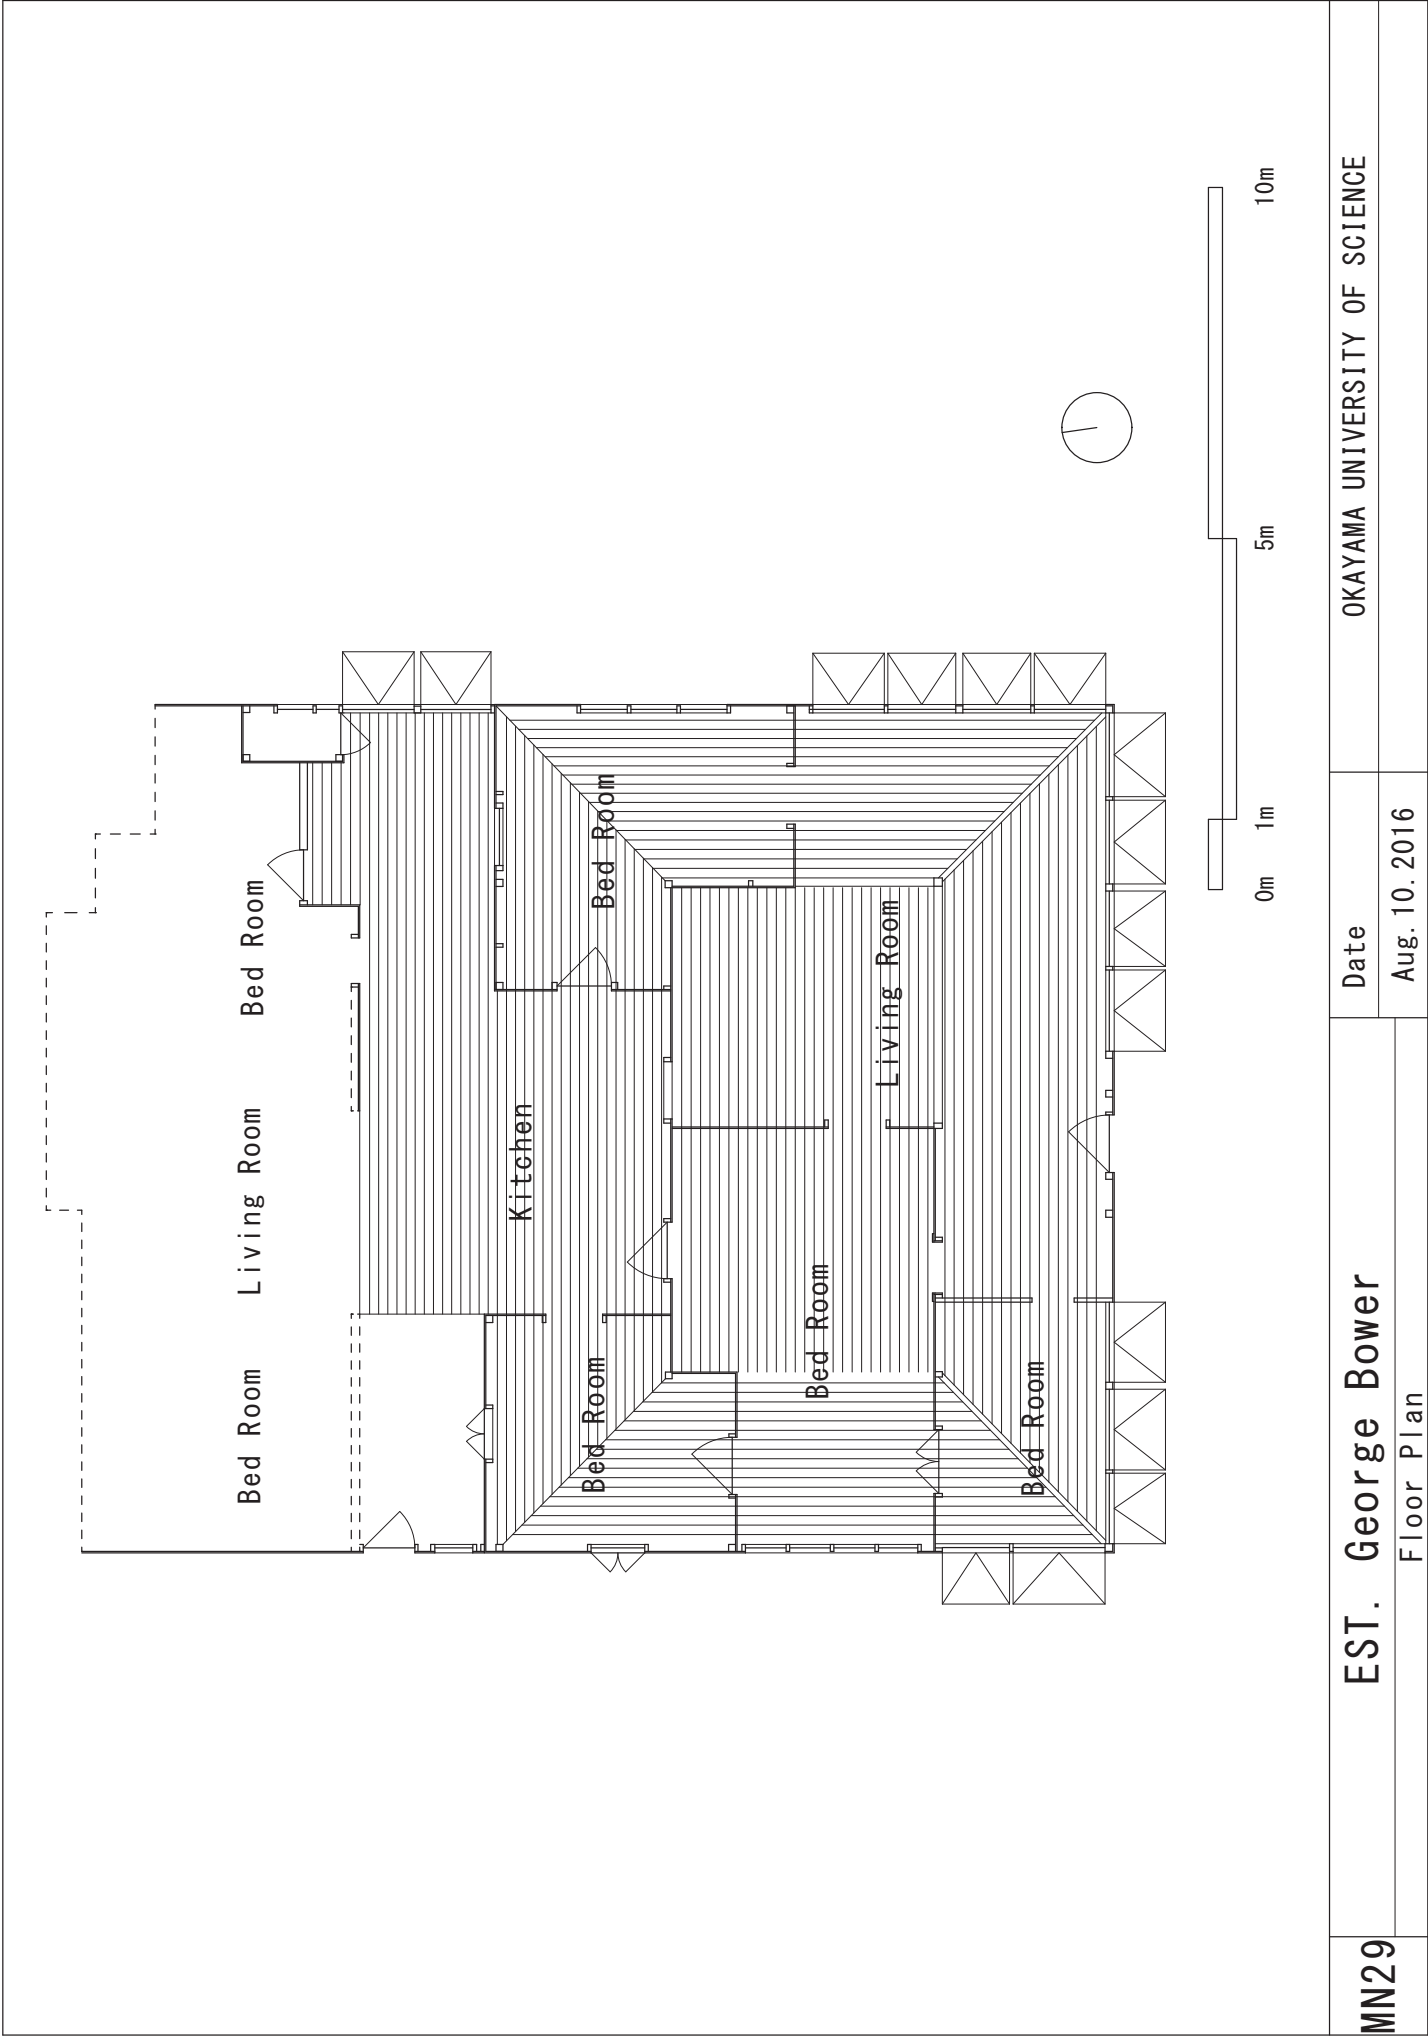 Bed Room
Living Room
Bed Room
Kitchen
Bed Room
Bed Room
Bed Room
Living Room
Bed Room
0m
1m
5m
10m
MN29
EST. George Bower
Floor Plan
Date
Aug. 10. 2016
OKAYAMA UNIVERSITY OF SCIENCE